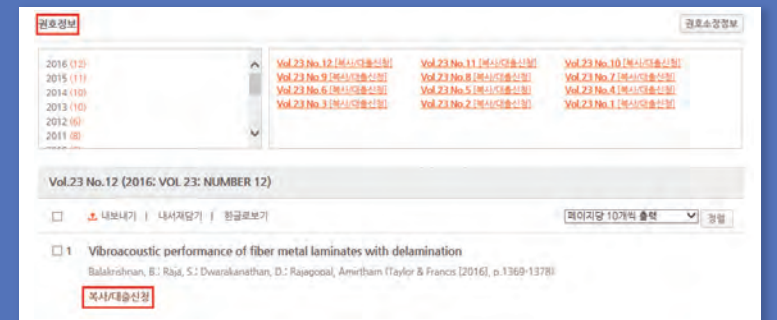 권호정보
권호소장정보
2016 (12)
2015 (11)
2014 (10)
2013 (10)
2012 (6)
2011 (8)
Vol.23 No.12 [복사/대출신청] Vol.23 No.11 [복사/대출신청] Vol.23 No.10 [복사/대출신청]
Vol.23 No.9 [복사/대출신청] Vol.23 No.8 [복사/대출신청] Vol.23 No.7 [복사/대출신청]
Vol.23 No.6 [복사/대출신청] Vol.23 No.5 [복사/대출신청] Vol.23 No.4 [복사/대출신청]
Vol.23 No.3 [복사/대출신청] Vol.23 No.2 [복사/대출신청] Vol.23 No.1 [복사/대출신청]
Vol.23 No.12 (2016: VOL 23: NUMBER 12)
내보내기 | 내서재담기 | 한글로보기 페이지당 10개씩 출력 정렬
1 Vibroacoustic performance of fiber metal laminates with delamination
Balakrishnan, B.; Raja, S.; Dwarakanathan, D.; Rajagopal, Amirtham (Taylor & Francis [2016], p.1369-1378)
복사/대출신청